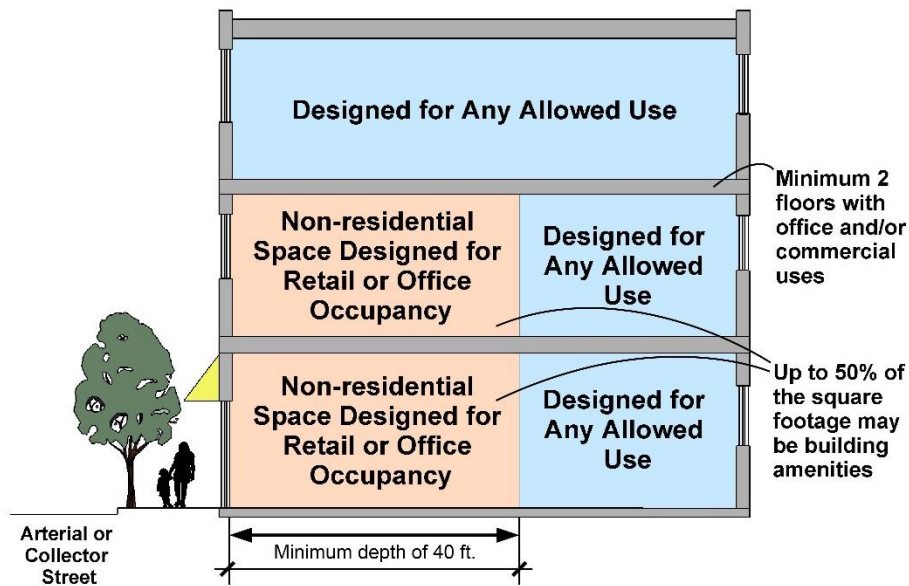 Designed for Any Allowed Use
Minimum 2
floors with
office and/or
commercial
uses
Non-residential
Space Designed for
Retail or Office
Occupancy
Designed for
Any Allowed
Use
Non-residential
Space Designed for
Retail or Office
Occupancy
Designed for
Any Allowed
Use
Up to 50% of
the square
footage may
be building
amenities
Arterial or
Collector
Street
Minimum depth of 40 ft.